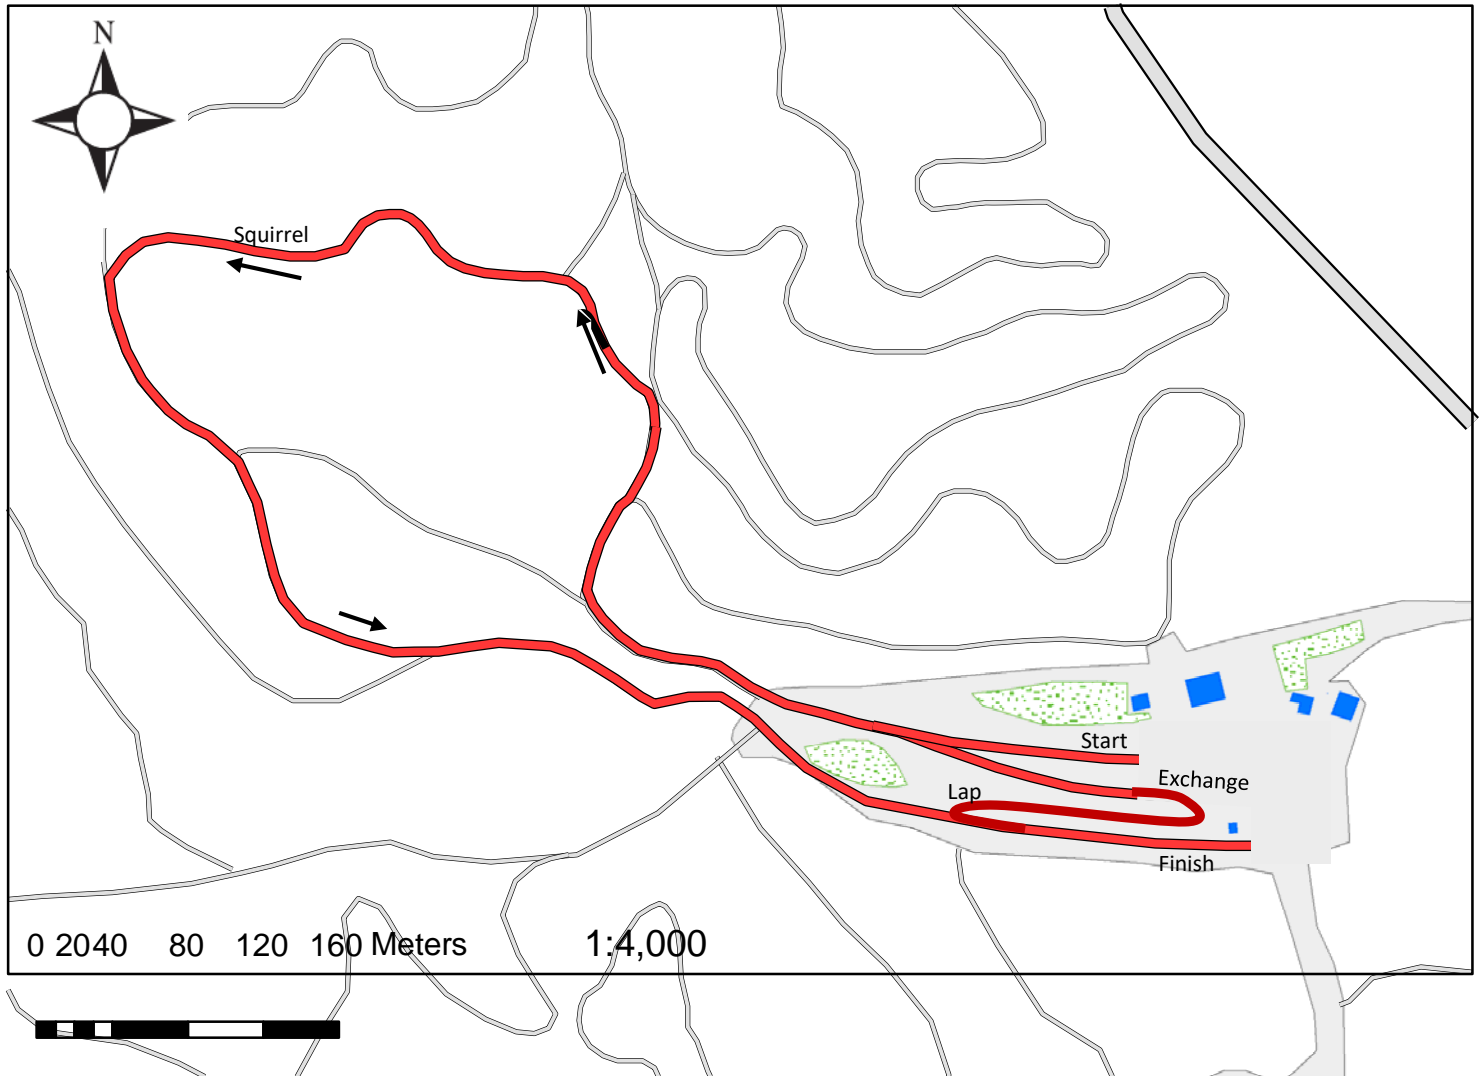 N
Squirrel
Start
Exchange
Lap
Finish
0 2040 80 120 160 Meters 1:4,000